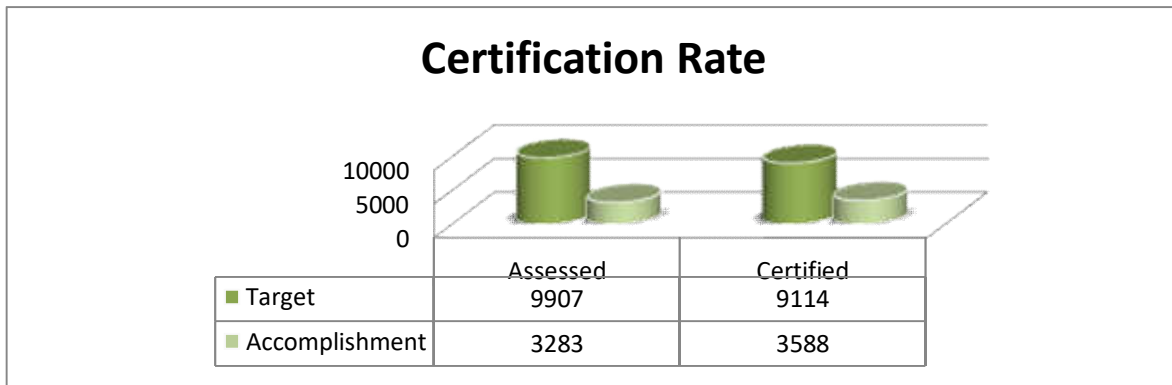 Certification Rate
10000
5000
0
Assessed Certified
Target 9907 9114
Accomplishment 3283 3588